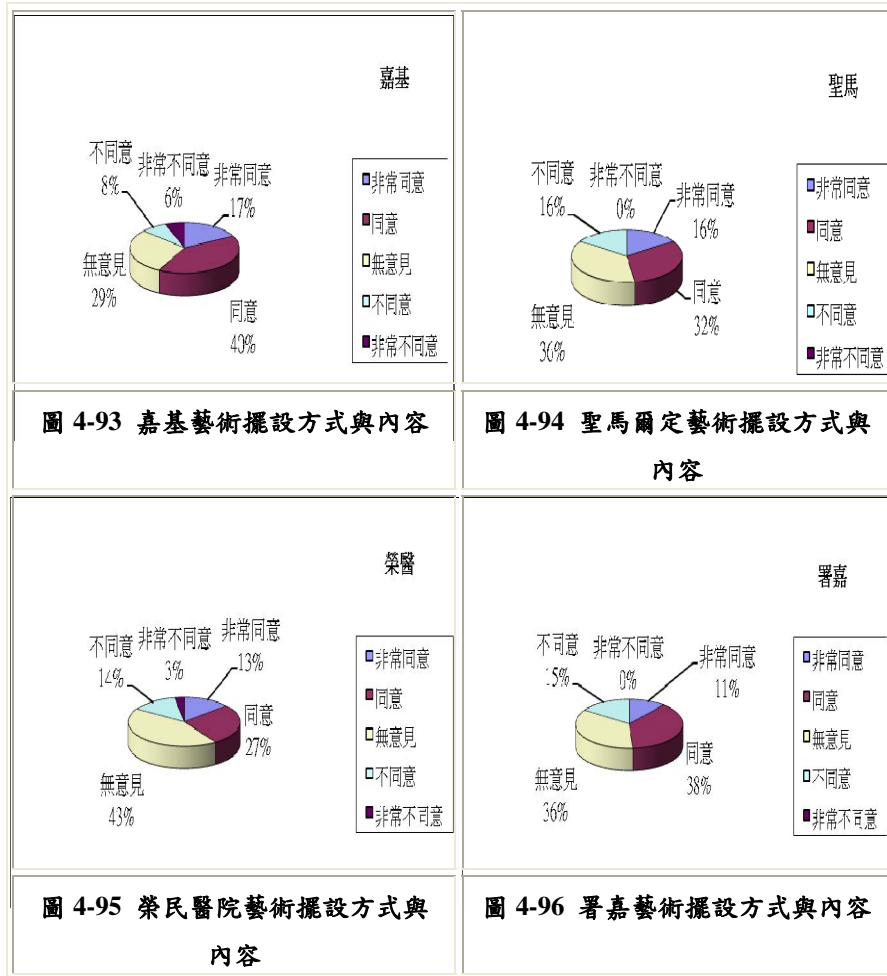 嘉基
不同意 非常不同意 非常同意
8% 6% 17%
無意見
29%
同意
40%
非常同意
同意
無意見
不同意
非常不同意
圖 4-93 嘉基藝術擺設方式與內容
聖馬
不同意 非常不同意 非常同意
16% 0% 16%
無意見
36%
同意
32%
非常同意
同意
無意見
不同意
非常不同意
圖 4-94 聖馬爾定藝術擺設方式與
內容
榮醫
不同意 非常不同意 非常同意
14% 3% 13%
同意
27%
無意見
43%
非常同意
同意
無意見
不同意
非常不同意
圖 4-95 榮民醫院藝術擺設方式與
內容
署嘉
不同意 非常不同意 非常同意
15% 0% 11%
無意見
36%
同意
38%
非常同意
同意
無意見
不同意
非常不同意
圖 4-96 署嘉藝術擺設方式與內容